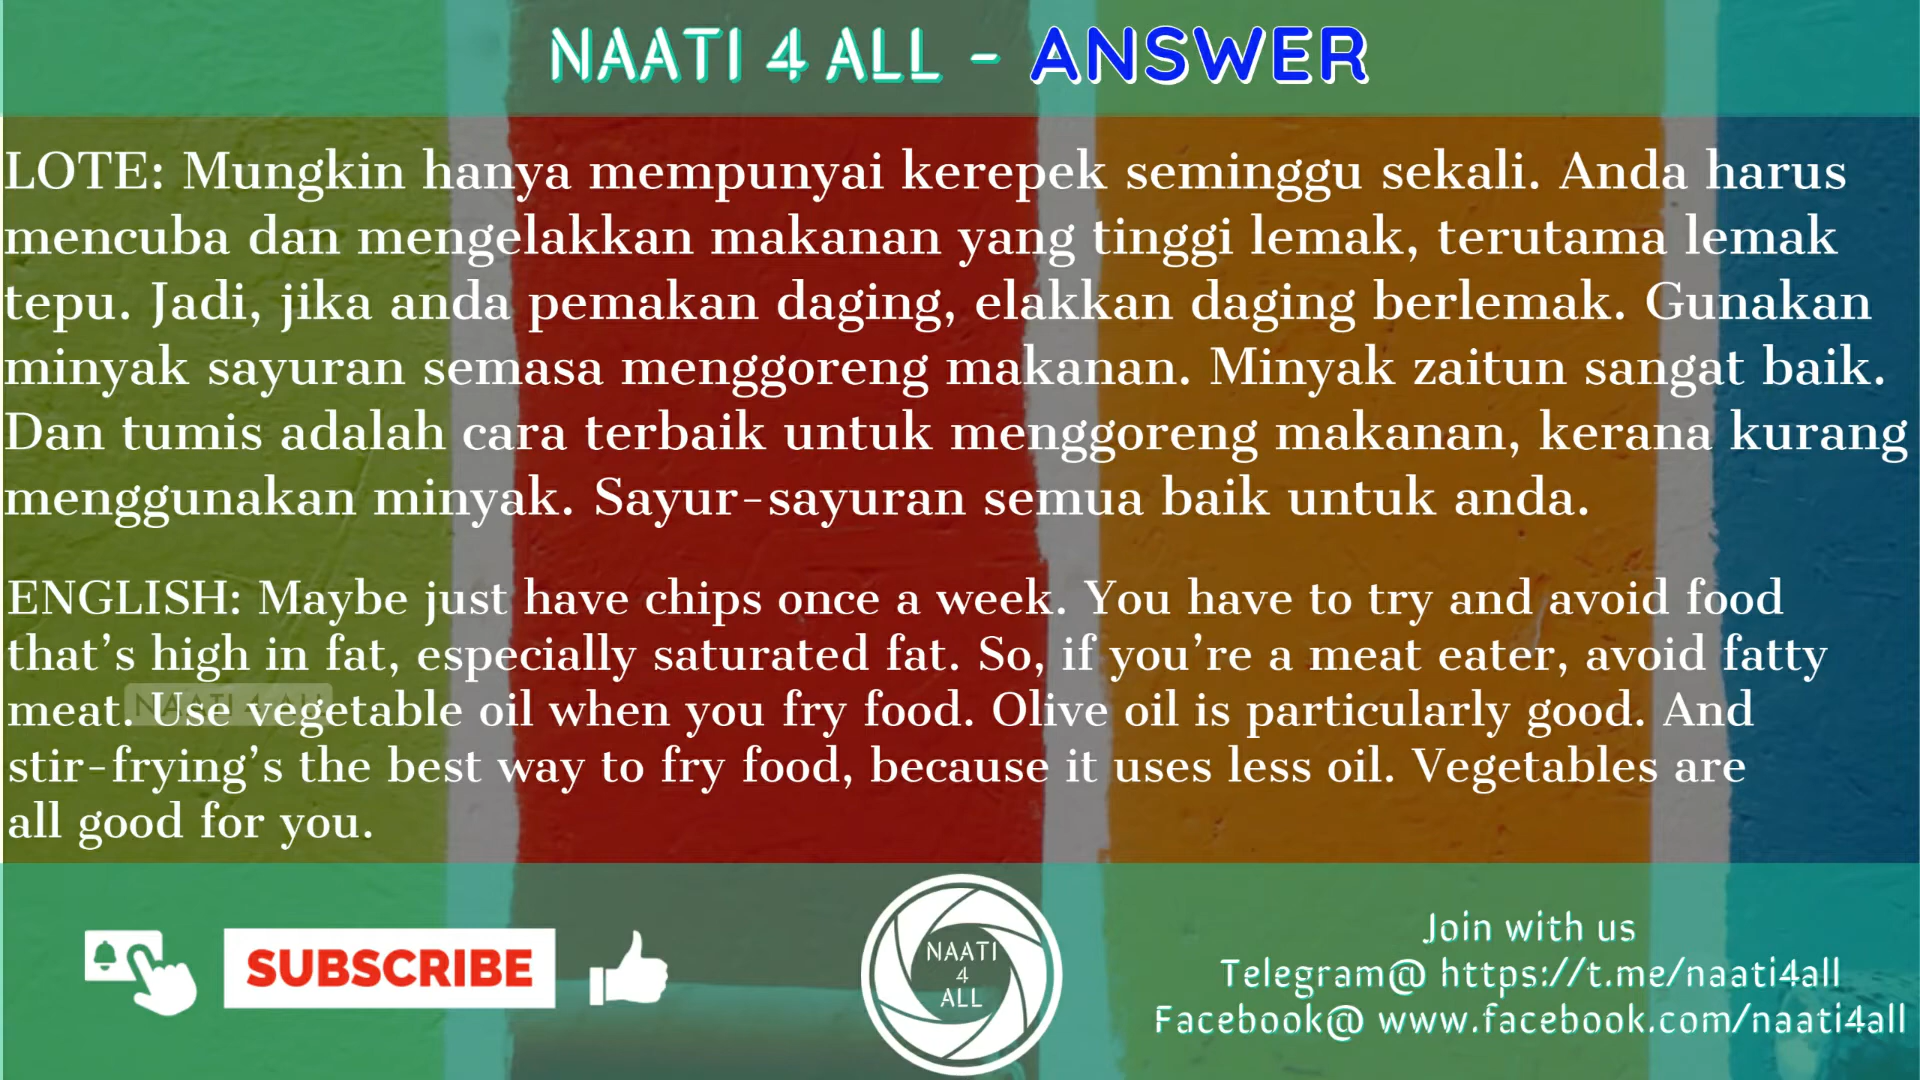 NAATI 4 ALL - ANSWER
LOTE: Mungkin hanya mempunyai kerepek seminggu sekali. Anda harus
mencuba dan mengelakkan makanan yang tinggi lemak, terutama lemak
tepu. Jadi, jika anda pemakan daging, elakkan daging berlemak. Gunakan
minyak sayuran semasa menggoreng makanan. Minyak zaitun sangat baik.
Dan tumis adalah cara terbaik untuk menggoreng makanan, kerana kurang
menggunakan minyak. Sayur-sayuran semua baik untuk anda.
ENGLISH: Maybe just have chips once a week. You have to try and avoid food
that's high in fat, especially saturated fat. So, if you're a meat eater, avoid fatty
meat. Use vegetable oil when you fry food. Olive oil is particularly good. And
NAATI 4 ALL
stir-frying's the best way to fry food, because it uses less oil. Vegetables are
all good for you.
SUBSCRIBE
NAATI
4
ALL
Join with us
Telegram@ https://t.me/naati4all
Facebook@ www.facebook.com/naati4all